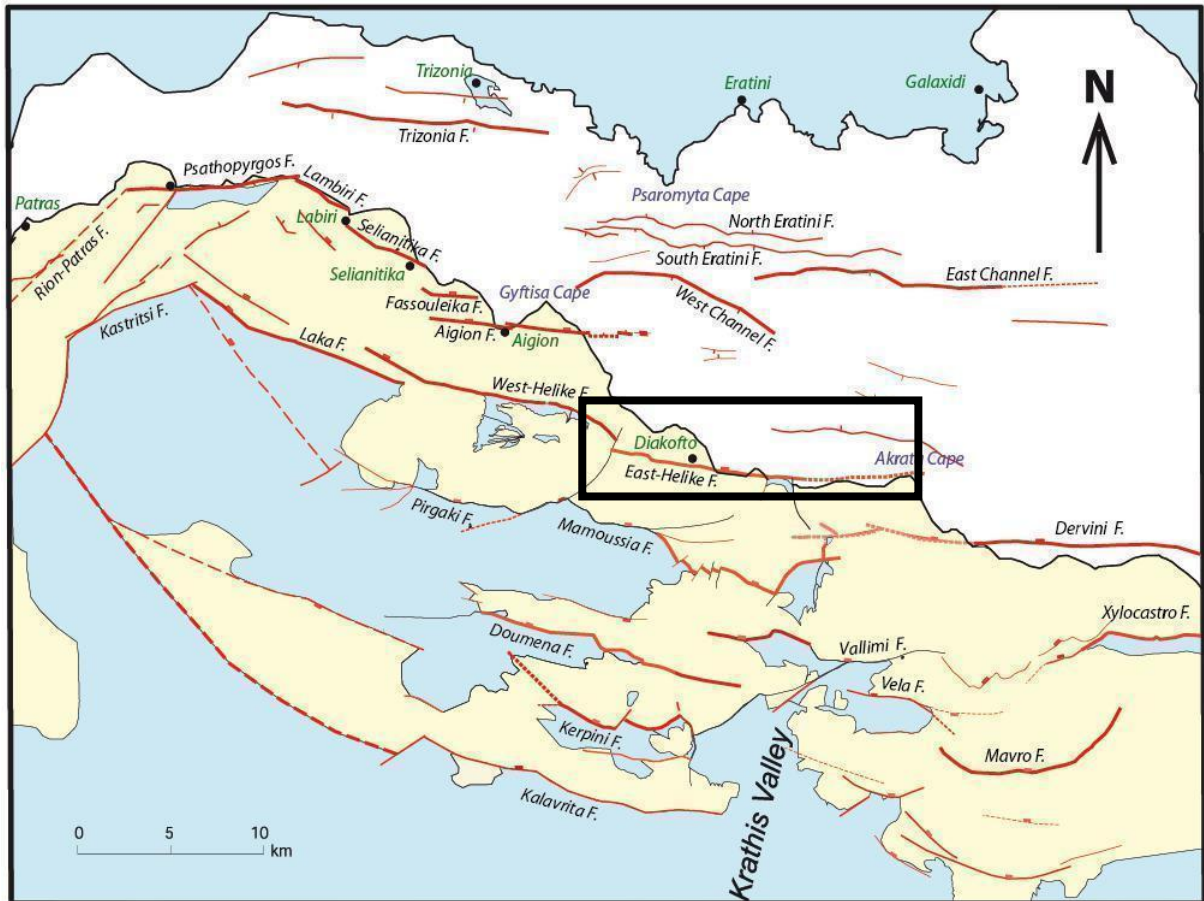 Trizonia
Eratini
Galaxidi
N
Trizonia F.
Psathopyrgos F.
Lambiri F.
Psaromyta Cape
Patras
Labiri
North Eratini F.
Selianitika F.
Rion-Patras F.
South Eratini F.
Selianitika
East Channel F.
Gyftisa Cape
West Channel F.
Fassouleika F.
Kastritsi F.
Aigion F.
Aigion
Laka F.
West-Helike F.
Diakofto
Akrata Cape
East-Helike F.
Pirgaki F.
Mamoussia F.
Dervini F.
Xylocastro F.
Doumena F.
Vallimi F.
Vela F.
Kerpini F.
Mavro F.
Krathis Valley
Kalavrita F.
0 5 10
km